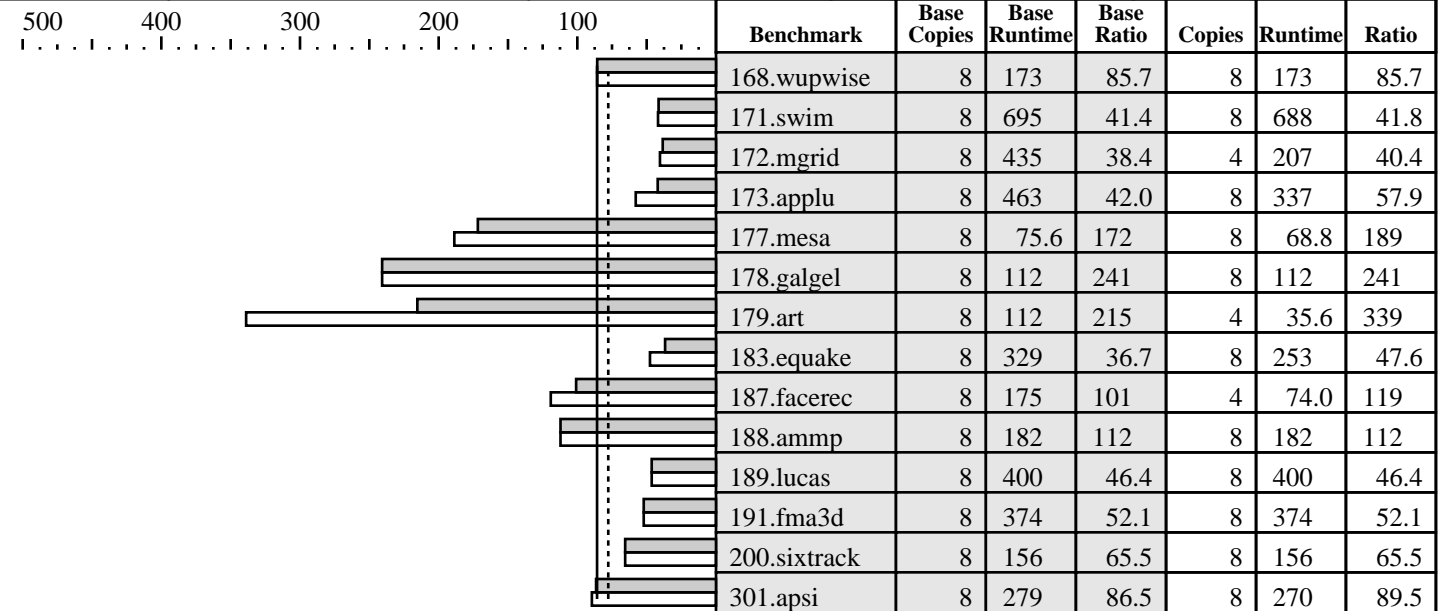 500 400 300 200 100 Benchmark Base Copies Base Runtime Base Ratio Copies Runtime Ratio
168.wupwise 8 173 85.7 8 173 85.7
171.swim 8 695 41.4 8 688 41.8
172.mgrid 8 435 38.4 4 207 40.4
173.applu 8 463 42.0 8 337 57.9
177.mesa 8 75.6 172 8 68.8 189
178.galgel 8 112 241 8 112 241
179.art 8 112 215 4 35.6 339
183.equake 8 329 36.7 8 253 47.6
187.facerec 8 175 101 4 74.0 119
188.ammp 8 182 112 8 182 112
189.lucas 8 400 46.4 8 400 46.4
191.fma3d 8 374 52.1 8 374 52.1
200.sixtrack 8 156 65.5 8 156 65.5
301.apsi 8 279 86.5 8 270 89.5